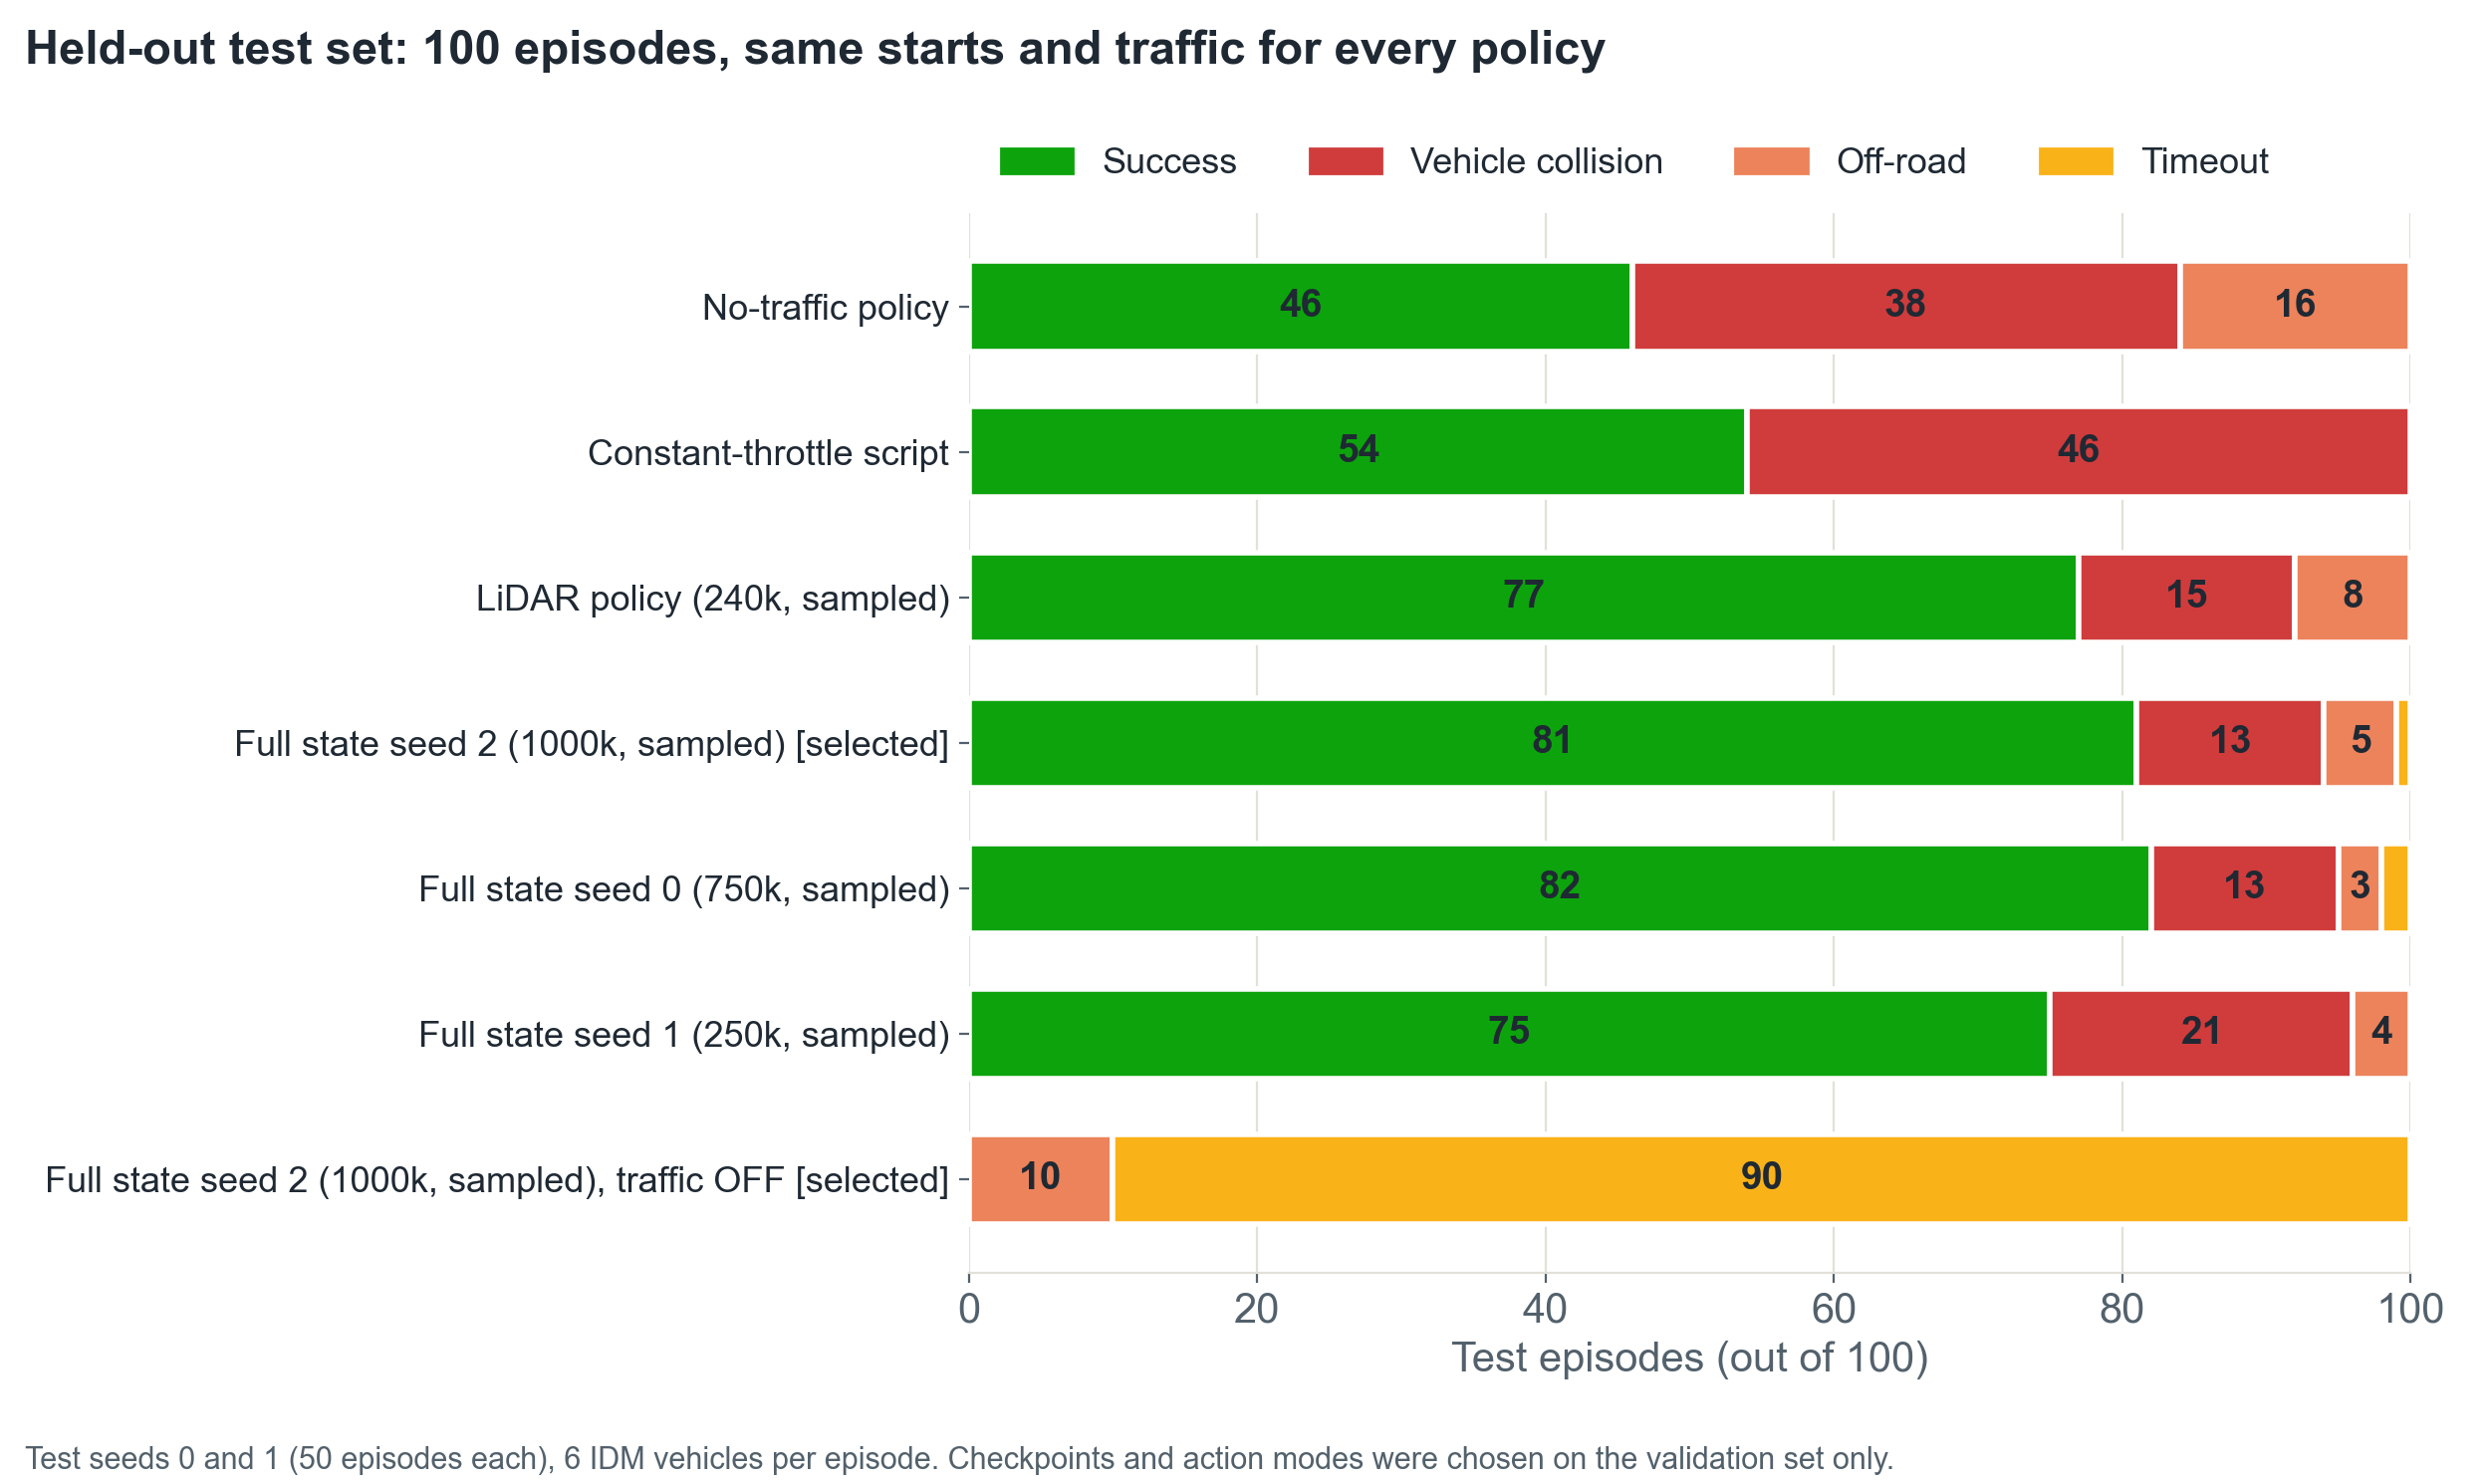 Held-out test set: 100 episodes, same starts and traffic for every policy
Success Vehicle collision Off-road Timeout
No-traffic policy 46 38 16
Constant-throttle script 54 46
LiDAR policy (240k, sampled) 77 15 8
Full state seed 2 (1000k, sampled) [selected] 81 13 5
Full state seed 0 (750k, sampled) 82 13 3
Full state seed 1 (250k, sampled) 75 21 4
Full state seed 2 (1000k, sampled), traffic OFF [selected] 10 90
0 20 40 60 80 100
Test episodes (out of 100)
Test seeds 0 and 1 (50 episodes each), 6 IDM vehicles per episode. Checkpoints and action modes were chosen on the validation set only.